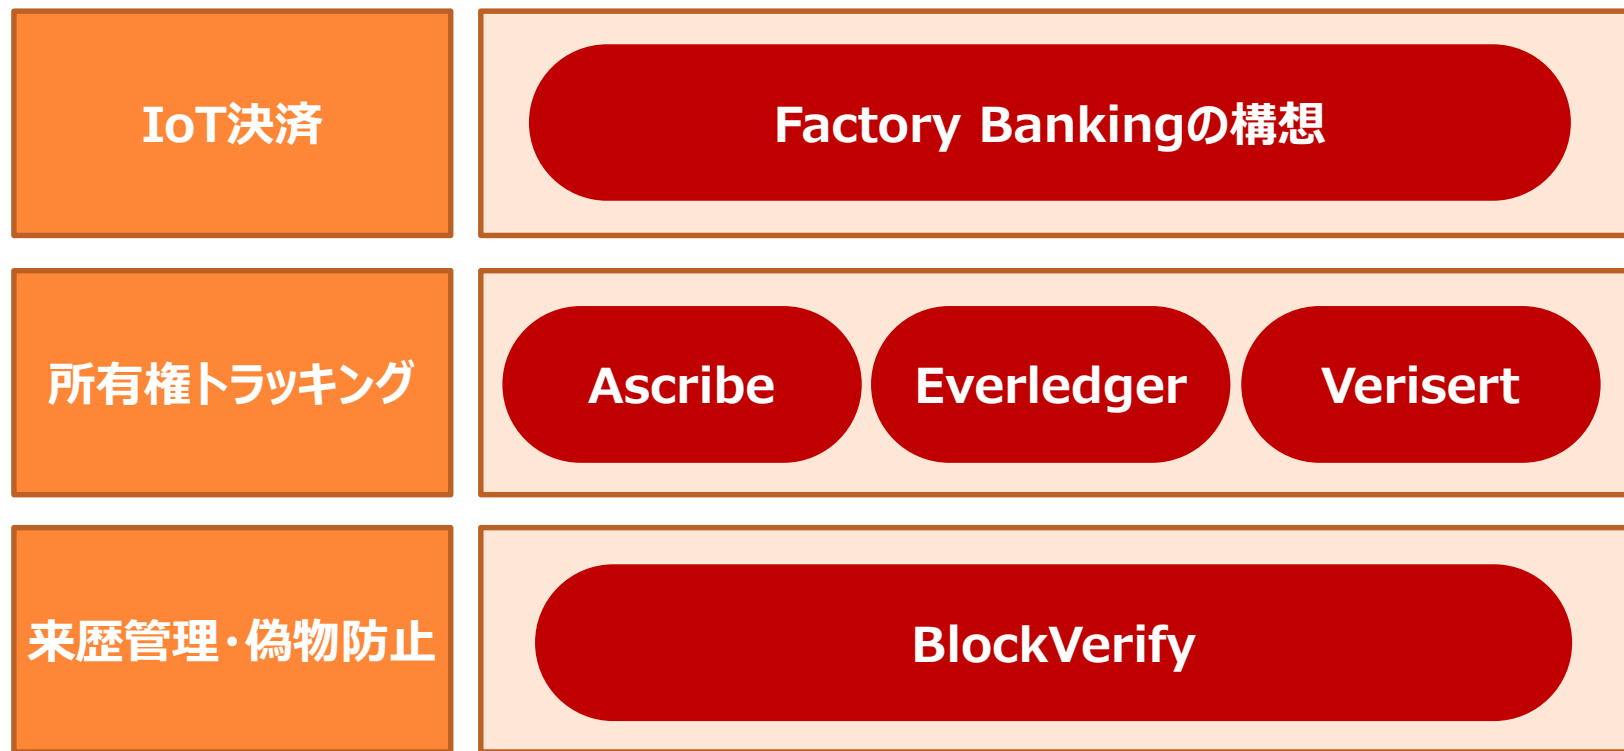 IoT決済
Factory Bankingの構想
所有権トラッキング
Ascribe
Everledger
Verisert
来歴管理・偽物防止
BlockVerify